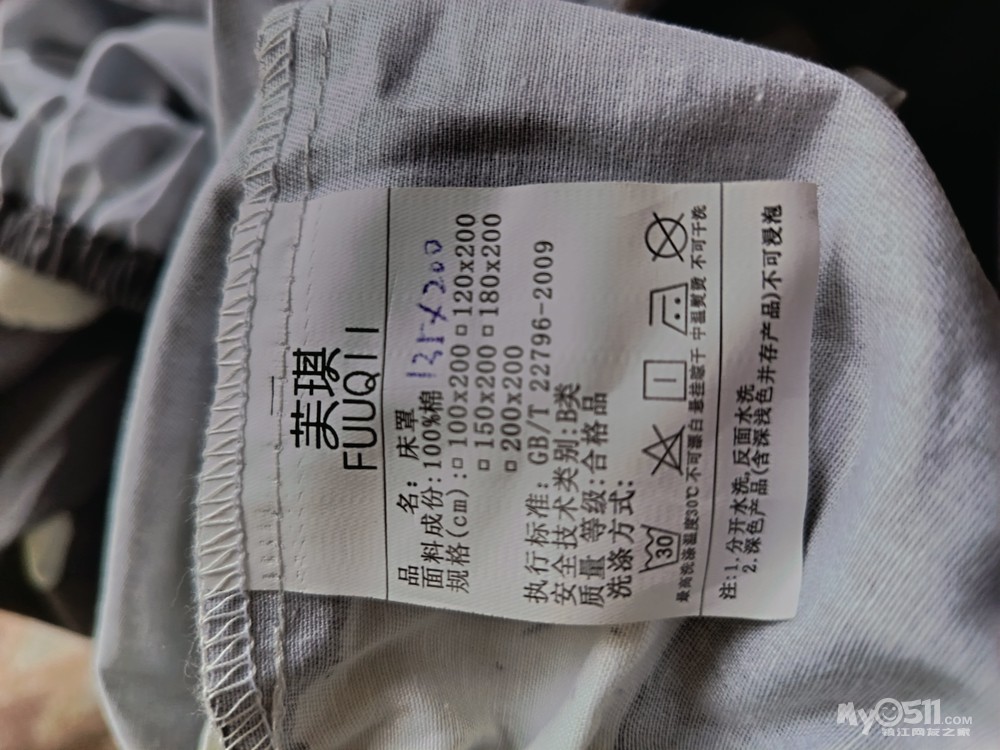 芙琪
FUUQII
品 名：床罩
面料成份：100%棉
135×200
规格(cm)：□100x200□120x200
□150x200□180x200
□200x200
执行标准：GB/T 22796-2009
安全技术类别：B类
质量 等级：合格品
洗涤方式：
30
最高洗涤温度30℃不可漂白悬挂晾干 中温熨烫 不可干洗
注:1.分开水洗,反面水洗
2.深色产品(含深浅色并存产品)不可浸泡
My0511.COM
镇江网友之家